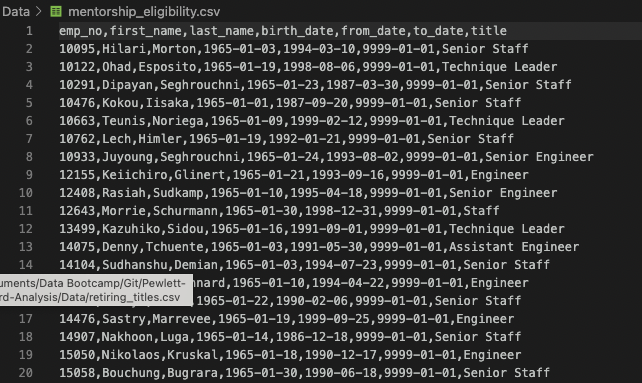 Data > mentorship_eligibility.csv
1 emp_no,first_name,last_name,birth_date,from_date,to_date,title
2 10095,Hilari,Morton,1965-01-03,1994-03-10,9999-01-01,Senior Staff
3 10122,Ohad,Esposito,1965-01-19,1998-08-06,9999-01-01,Technique Leader
4 10291,Dipayan,Seghrouchni,1965-01-23,1987-03-30,9999-01-01,Senior Staff
5 10476,Kokou,Iisaka,1965-01-01,1987-09-20,9999-01-01,Senior Staff
6 10663,Teunis,Noriega,1965-01-09,1999-02-12,9999-01-01,Technique Leader
7 10762,Lech,Himler,1965-01-19,1992-01-21,9999-01-01,Senior Staff
8 10933,Juyoung,Seghrouchni,1965-01-24,1993-08-02,9999-01-01,Senior Engineer
9 12155,Keiichiro,Glinert,1965-01-21,1993-09-16,9999-01-01,Engineer
10 12408,Rasiah,Sudkamp,1965-01-10,1995-04-18,9999-01-01,Senior Engineer
11 12643,Morrie,Schurmann,1965-01-30,1998-12-31,9999-01-01,Staff
12 13499,Kazuhiko,Sidou,1965-01-16,1991-09-01,9999-01-01,Technique Leader
13 14075,Denny,Tchuente,1965-01-03,1991-05-30,9999-01-01,Assistant Engineer
14 14104,Sudhanshu,Demian,1965-01-03,1994-07-23,9999-01-01,Senior Staff
uments/Data Bootcamp/Git/Pewlett- nnard,1965-01-10,1994-04-22,9999-01-01,Engineer
rd-Analysis/Data/retiring_titles.csv 1965-01-22,1990-02-06,9999-01-01,Senior Staff
17 14476,Sastry,Marrevee,1965-01-19,1999-09-25,9999-01-01,Engineer
18 14907,Nakhoon,Luga,1965-01-14,1986-12-18,9999-01-01,Senior Staff
19 15050,Nikolaos,Kruskal,1965-01-18,1990-12-17,9999-01-01,Engineer
20 15058,Bouchung,Bugrara,1965-01-30,1990-06-18,9999-01-01,Senior Staff